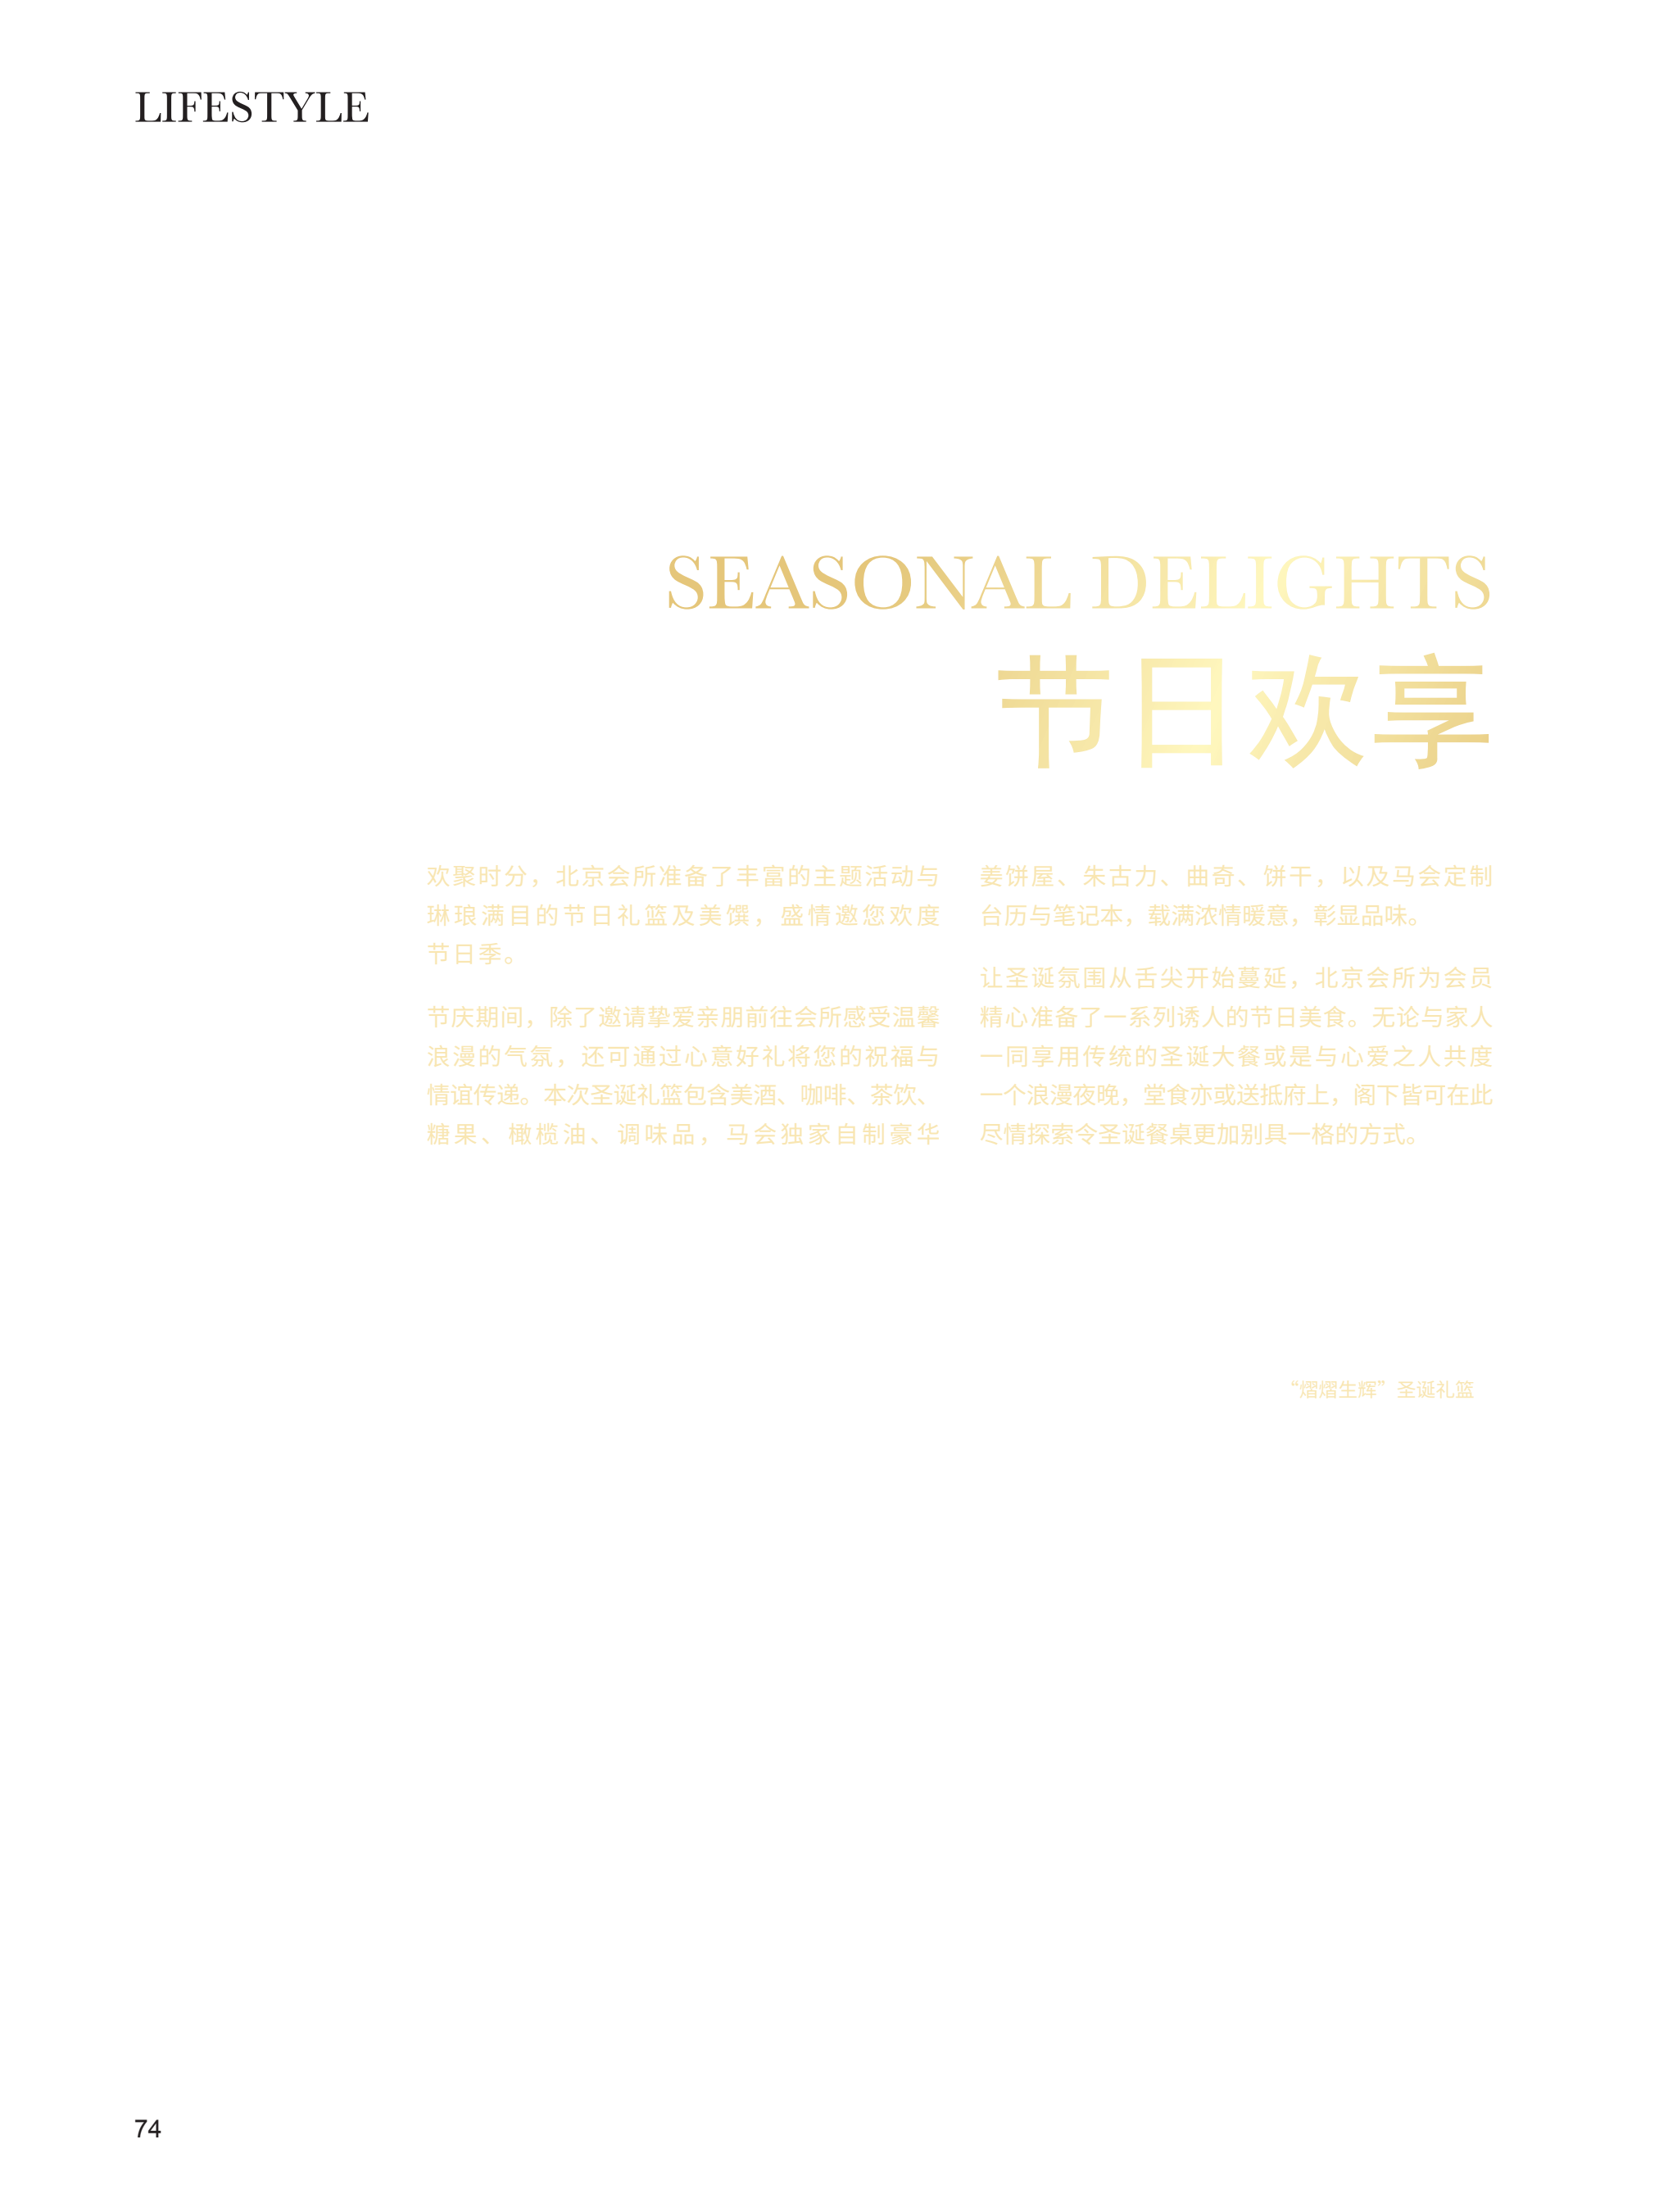 LIFESTYLE
SEASONAL DELIGHTS
节日欢享
欢聚时分，北京会所准备了丰富的主题活动与
琳琅满目的节日礼篮及美馔，盛情邀您欢度
节日季。
节庆期间，除了邀请挚爱亲朋前往会所感受温馨
浪漫的气氛，还可通过心意好礼将您的祝福与
情谊传递。本次圣诞礼篮包含美酒、咖啡、茶饮、
糖果、橄榄油、调味品，马会独家自制豪华
姜饼屋、朱古力、曲奇、饼干，以及马会定制
台历与笔记本，载满浓情暖意，彰显品味。
让圣诞氛围从舌尖开始蔓延，北京会所为会员
精心准备了一系列诱人的节日美食。无论与家人
一同享用传统的圣诞大餐或是与心爱之人共度
一个浪漫夜晚，堂食亦或送抵府上，阁下皆可在此
尽情探索令圣诞餐桌更加别具一格的方式。
“熠熠生辉”圣诞礼篮
74